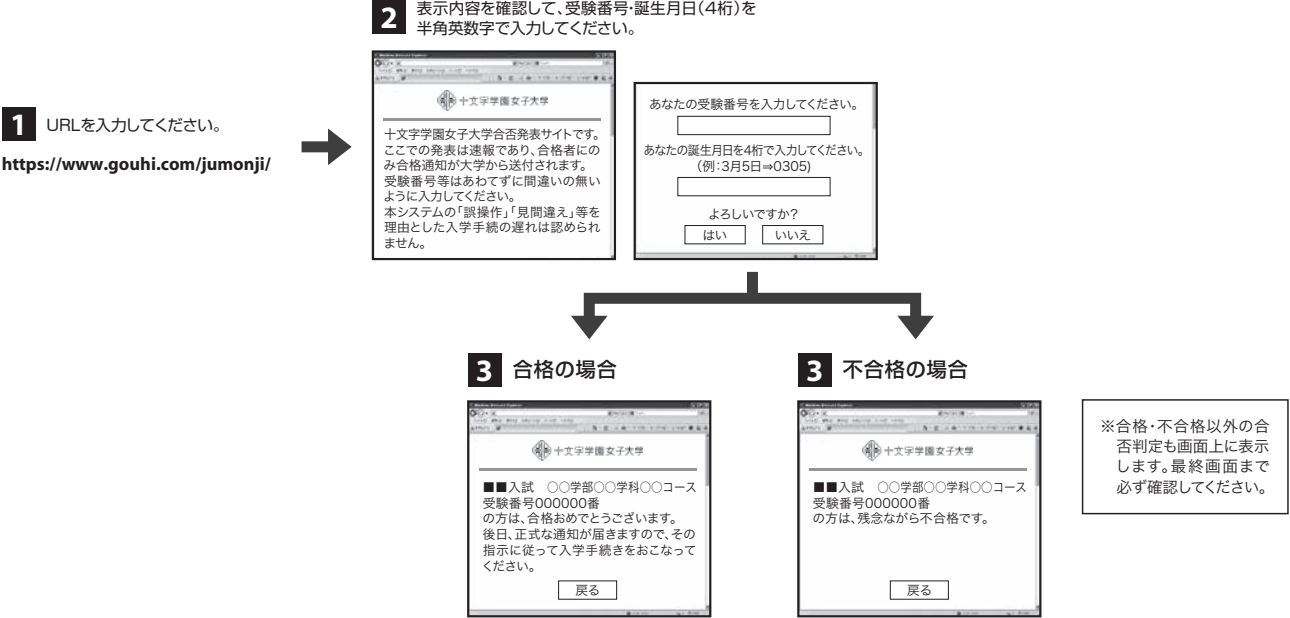 1 URLを入力してください。
https://www.gouhi.com/jumonji/
2 表示内容を確認して、受験番号・誕生月日（4桁）を
半角英数字で入力してください。
十文字学園女子大学
十文字学園女子大学合否発表サイトです。
ここでの発表は速報であり、合格者にの
み合格通知が大学から送付されます。
受験番号等はあわてずに間違いの無い
ように入力してください。
本システムの「誤操作」「見間違え」等を
理由とした入学手続の遅れは認められ
ません。
あなたの受験番号を入力してください。
あなたの誕生月日を4桁で入力してください。
（例：3月5日⇒0305）
よろしいですか？
はい いいえ
3 合格の場合
十文字学園女子大学
■■入試　○○学部○○学科○○コース
受験番号000000番
の方は、合格おめでとうございます。
後日、正式な通知が届きますので、その
指示に従って入学手続きをおこなって
ください。
戻る
3 不合格の場合
十文字学園女子大学
■■入試　○○学部○○学科○○コース
受験番号000000番
の方は、残念ながら不合格です。
戻る
※合格・不合格以外の合
否判定も画面上に表示
します。最終画面まで
必ず確認してください。